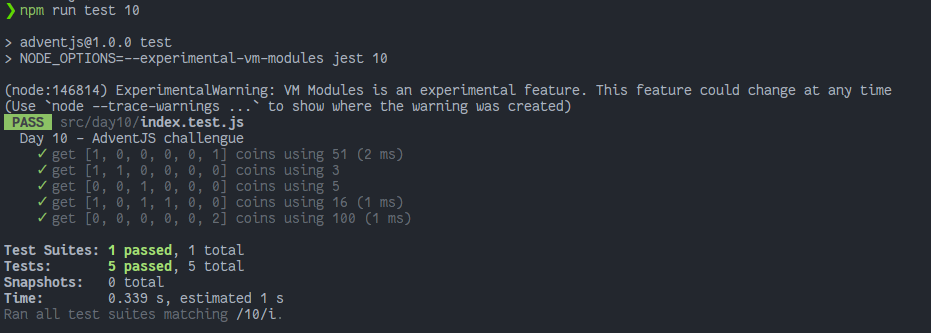 ❯ npm run test 10
> adventjs@1.0.0 test
> NODE_OPTIONS=--experimental-vm-modules jest 10
(node:146814) ExperimentalWarning: VM Modules is an experimental feature. This feature could change at any time
(Use `node --trace-warnings ...` to show where the warning was created)
PASS src/day10/index.test.js
Day 10 - AdventJS challengue
✓ get [1, 0, 0, 0, 0, 1] coins using 51 (2 ms)
✓ get [1, 1, 0, 0, 0, 0] coins using 3
✓ get [0, 0, 1, 0, 0, 0] coins using 5
✓ get [1, 0, 1, 1, 0, 0] coins using 16 (1 ms)
✓ get [0, 0, 0, 0, 0, 2] coins using 100 (1 ms)
Test Suites: 1 passed, 1 total
Tests: 5 passed, 5 total
Snapshots: 0 total
Time: 0.339 s, estimated 1 s
Ran all test suites matching /10/i.